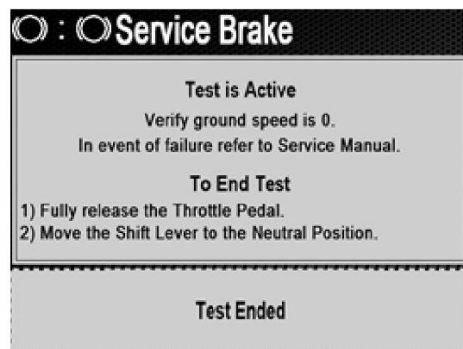 Service Brake
Test is Active
Verify ground speed is 0.
In event of failure refer to Service Manual.
To End Test
1) Fully release the Throttle Pedal.
2) Move the Shift Lever to the Neutral Position.
Test Ended